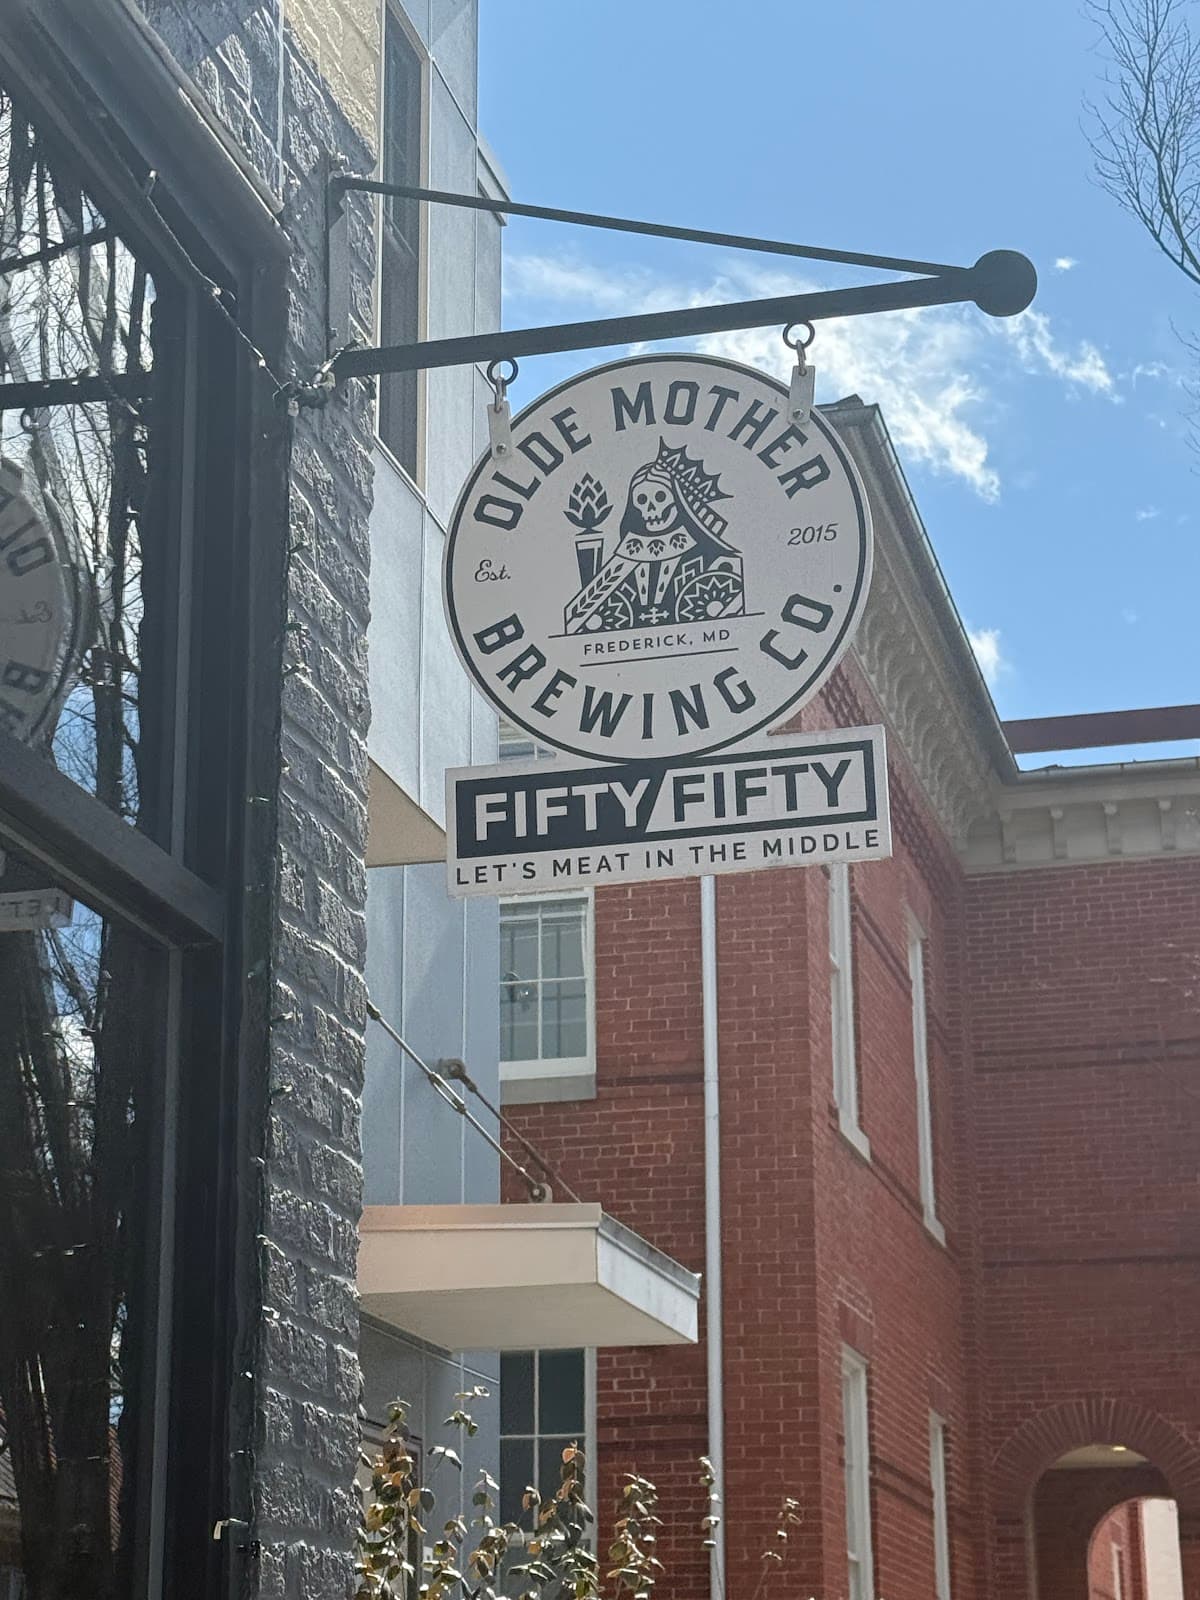 OLDE MOTHER
Est.
2015
FREDERICK, MD
BREWING CO.
FIFTY/FIFTY
LET'S MEAT IN THE MIDDLE